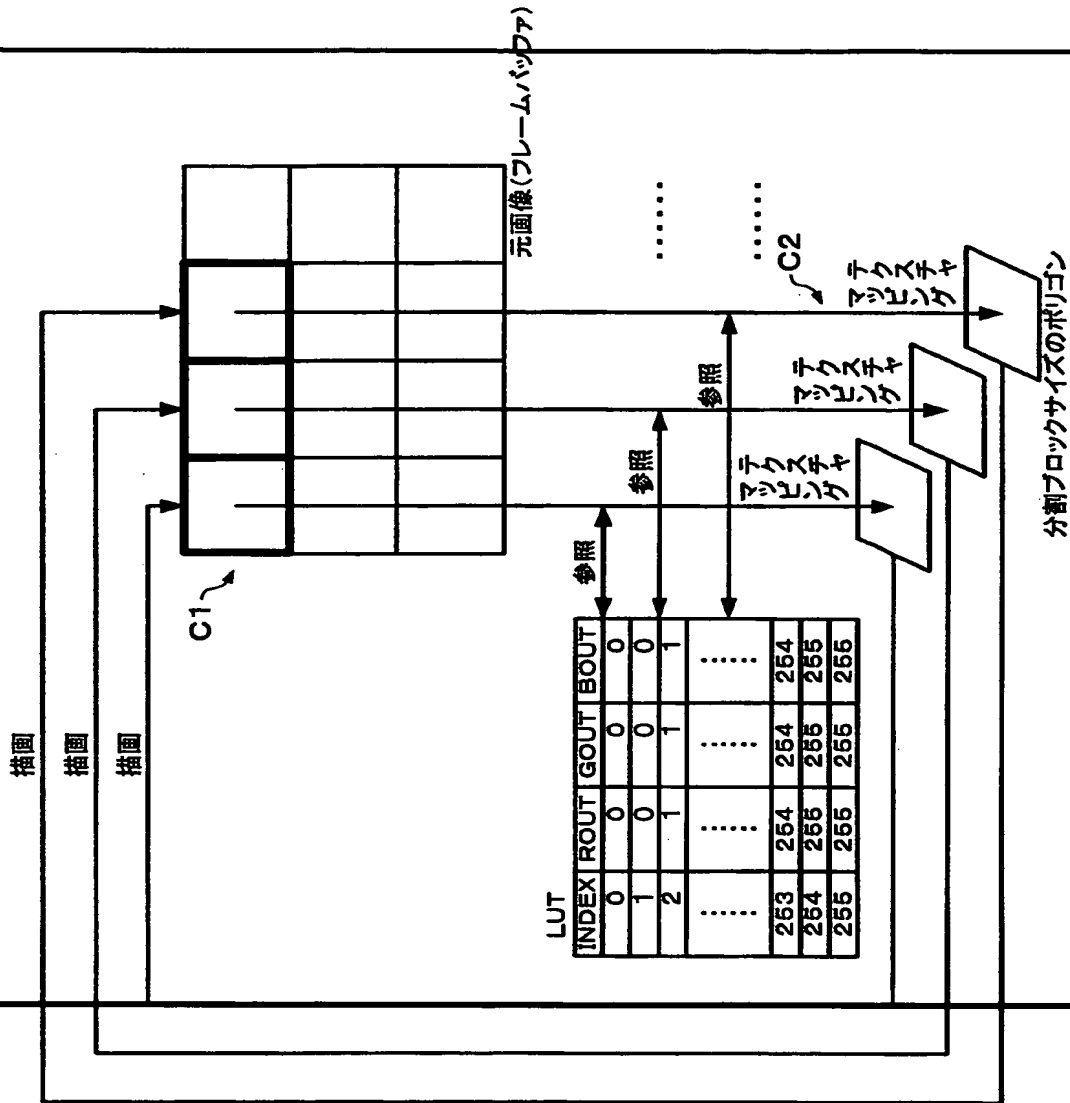 描画
描画
描画
C1
元画像(フレームバッファ)
LUT
INDEX ROUT GOUT BOUT
0 0 0 0
1 0 0 0
2 1 1 1
...... ...... ...... ......
253 254 254 254
254 255 255 255
255 255 255 255
参照
参照
参照
......
......
C2
テクスチャ
マッピング
テクスチャ
マッピング
テクスチャ
マッピング
分割ブロックサイズのポリゴン